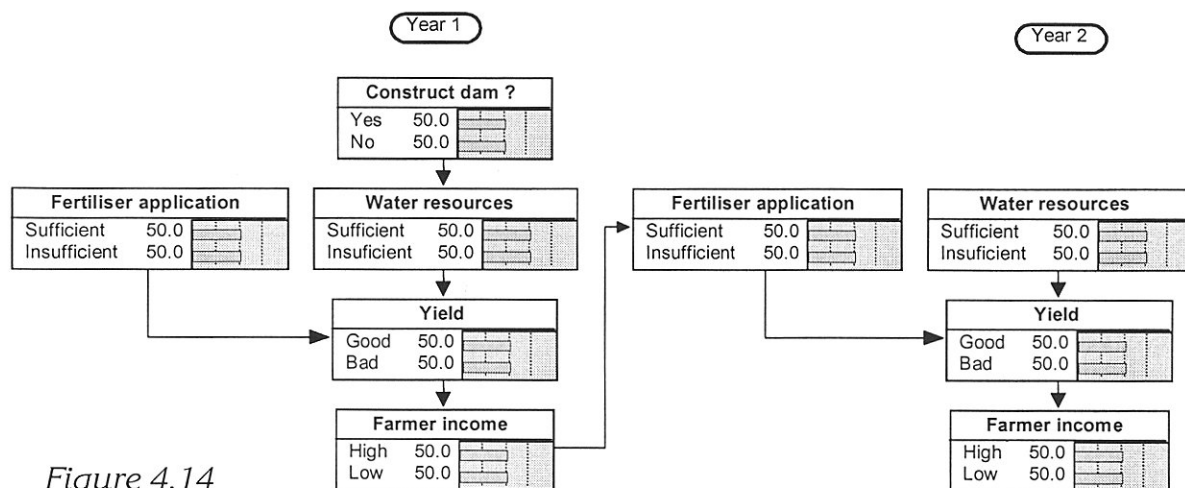 Year 1
Year 2
Construct dam ?
Yes 50.0
No 50.0
Fertiliser application
Sufficient 50.0
Insufficient 50.0
Water resources
Sufficient 50.0
Insuficient 50.0
Fertiliser application
Sufficient 50.0
Insufficient 50.0
Water resources
Sufficient 50.0
Insuficient 50.0
Yield
Good 50.0
Bad 50.0
Yield
Good 50.0
Bad 50.0
Farmer income
High 50.0
Low 50.0
Farmer income
High 50.0
Low 50.0
Figure 4.14